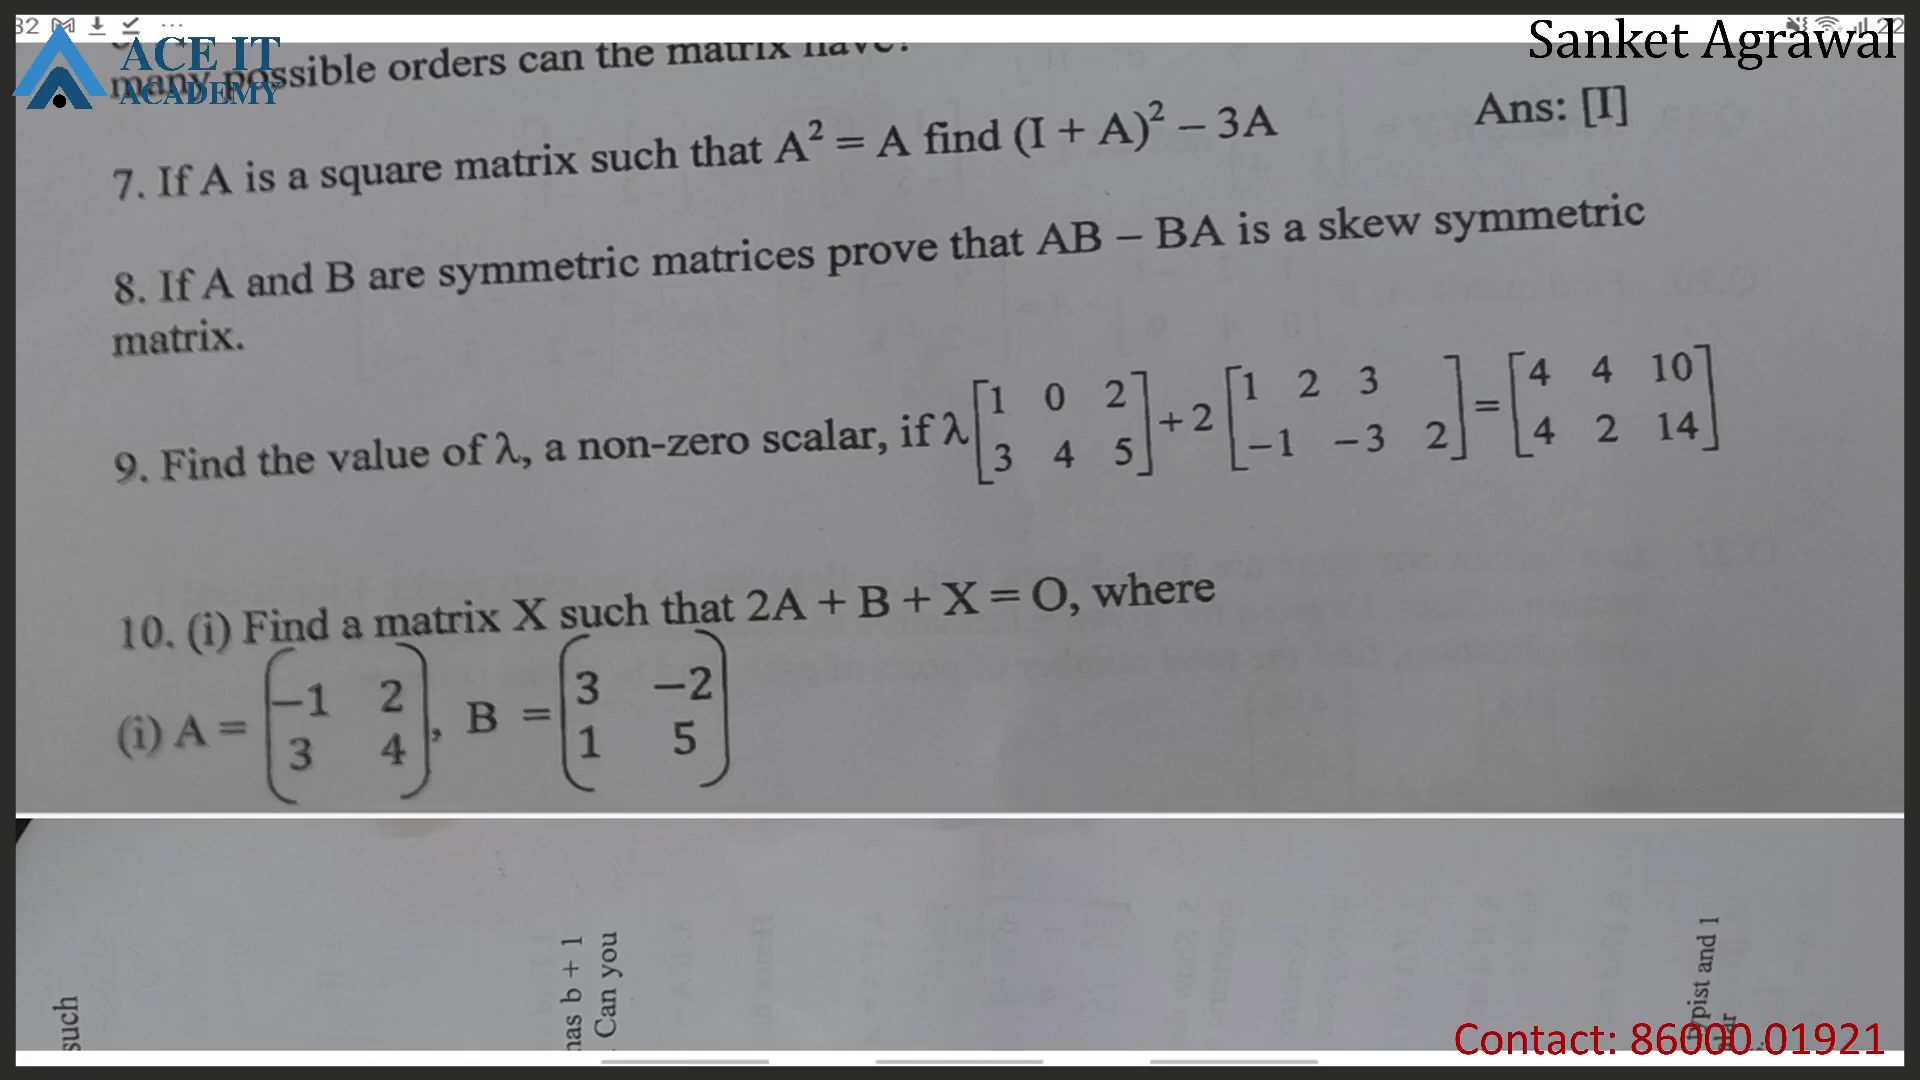 32 ... 22
ACE IT
ACADEMY
Sanket Agrawal
many possible orders can the matrix have?
7. If A is a square matrix such that A² = A find (I + A)² – 3A Ans: [I]
8. If A and B are symmetric matrices prove that AB – BA is a skew symmetric
matrix.
9. Find the value of λ, a non-zero scalar, if λ [1 0 2; 3 4 5] + 2 [1 2 3; –1 –3 2] = [4 4 10; 4 2 14]
10. (i) Find a matrix X such that 2A + B + X = O, where
(i) A = (–1 2; 3 4), B = (3 –2; 1 5)
such
has b + 1
Can you
typist and 1
Contact: 86000 01921